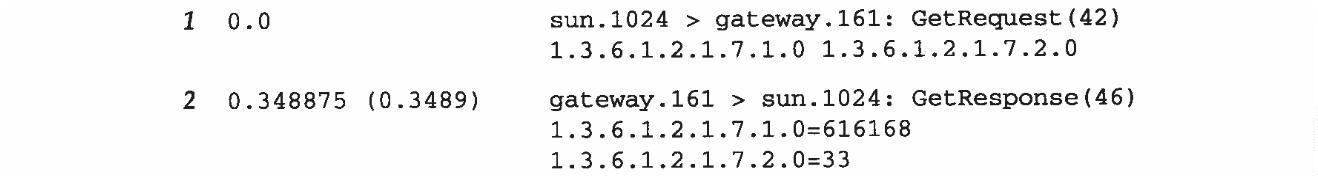 1 0.0 sun.1024 > gateway.161: GetRequest(42)
1.3.6.1.2.1.7.1.0 1.3.6.1.2.1.7.2.0
2 0.348875 (0.3489) gateway.161 > sun.1024: GetResponse(46)
1.3.6.1.2.1.7.1.0=616168
1.3.6.1.2.1.7.2.0=33